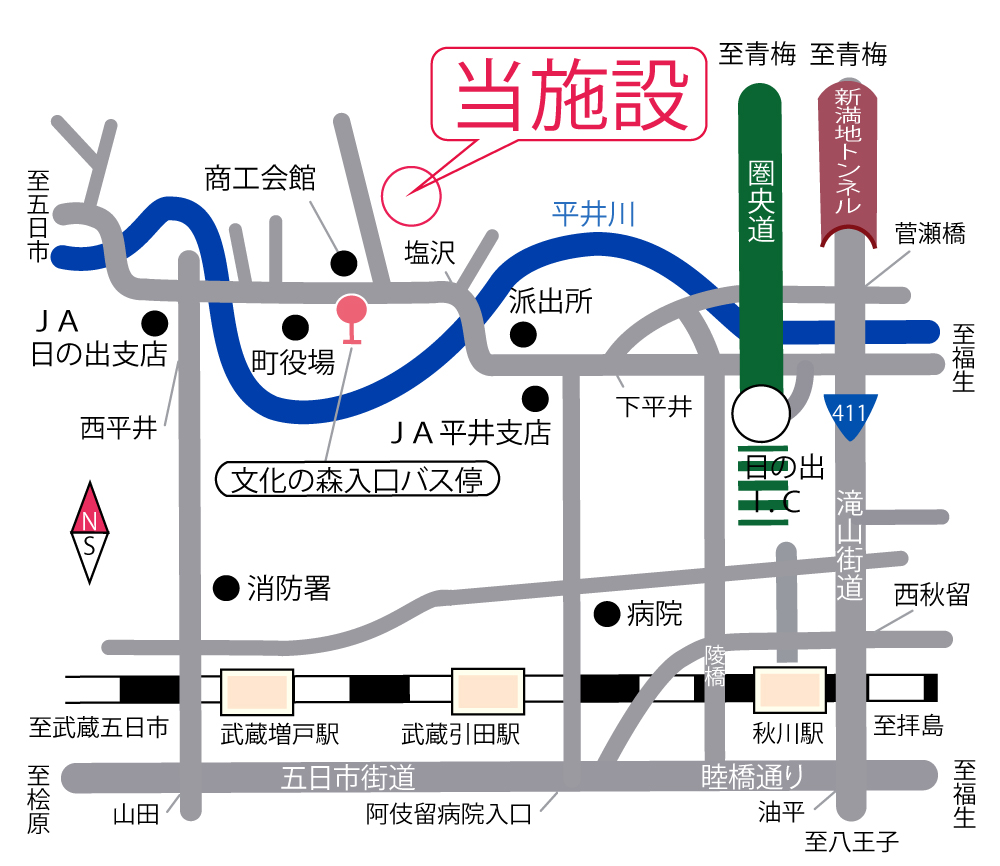 至青梅
至青梅
当施設
新満地トンネル
圏央道
商工会館
至五日市
平井川
菅瀬橋
塩沢
派出所
ＪＡ
日の出支店
町役場
至福生
下平井
411
西平井
ＪＡ平井支店
日の出
I.C
文化の森入口バス停
滝山街道
N
S
消防署
病院
西秋留
陵橋
至武蔵五日市
武蔵増戸駅
武蔵引田駅
秋川駅
至拝島
至桧原
五日市街道
睦橋通り
至福生
山田
阿伎留病院入口
油平
至八王子